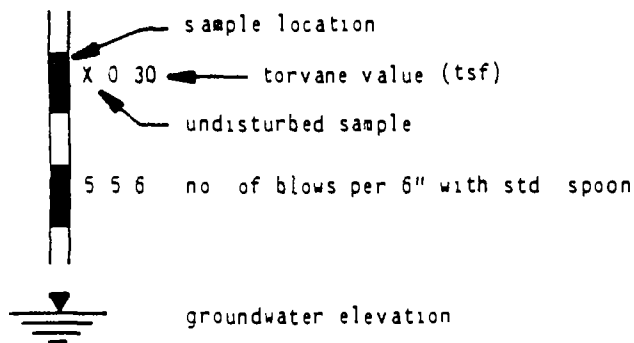 sample location
X 0 30 torvane value (tsf)
undisturbed sample
5 5 6 no of blows per 6" with std spoon
groundwater elevation